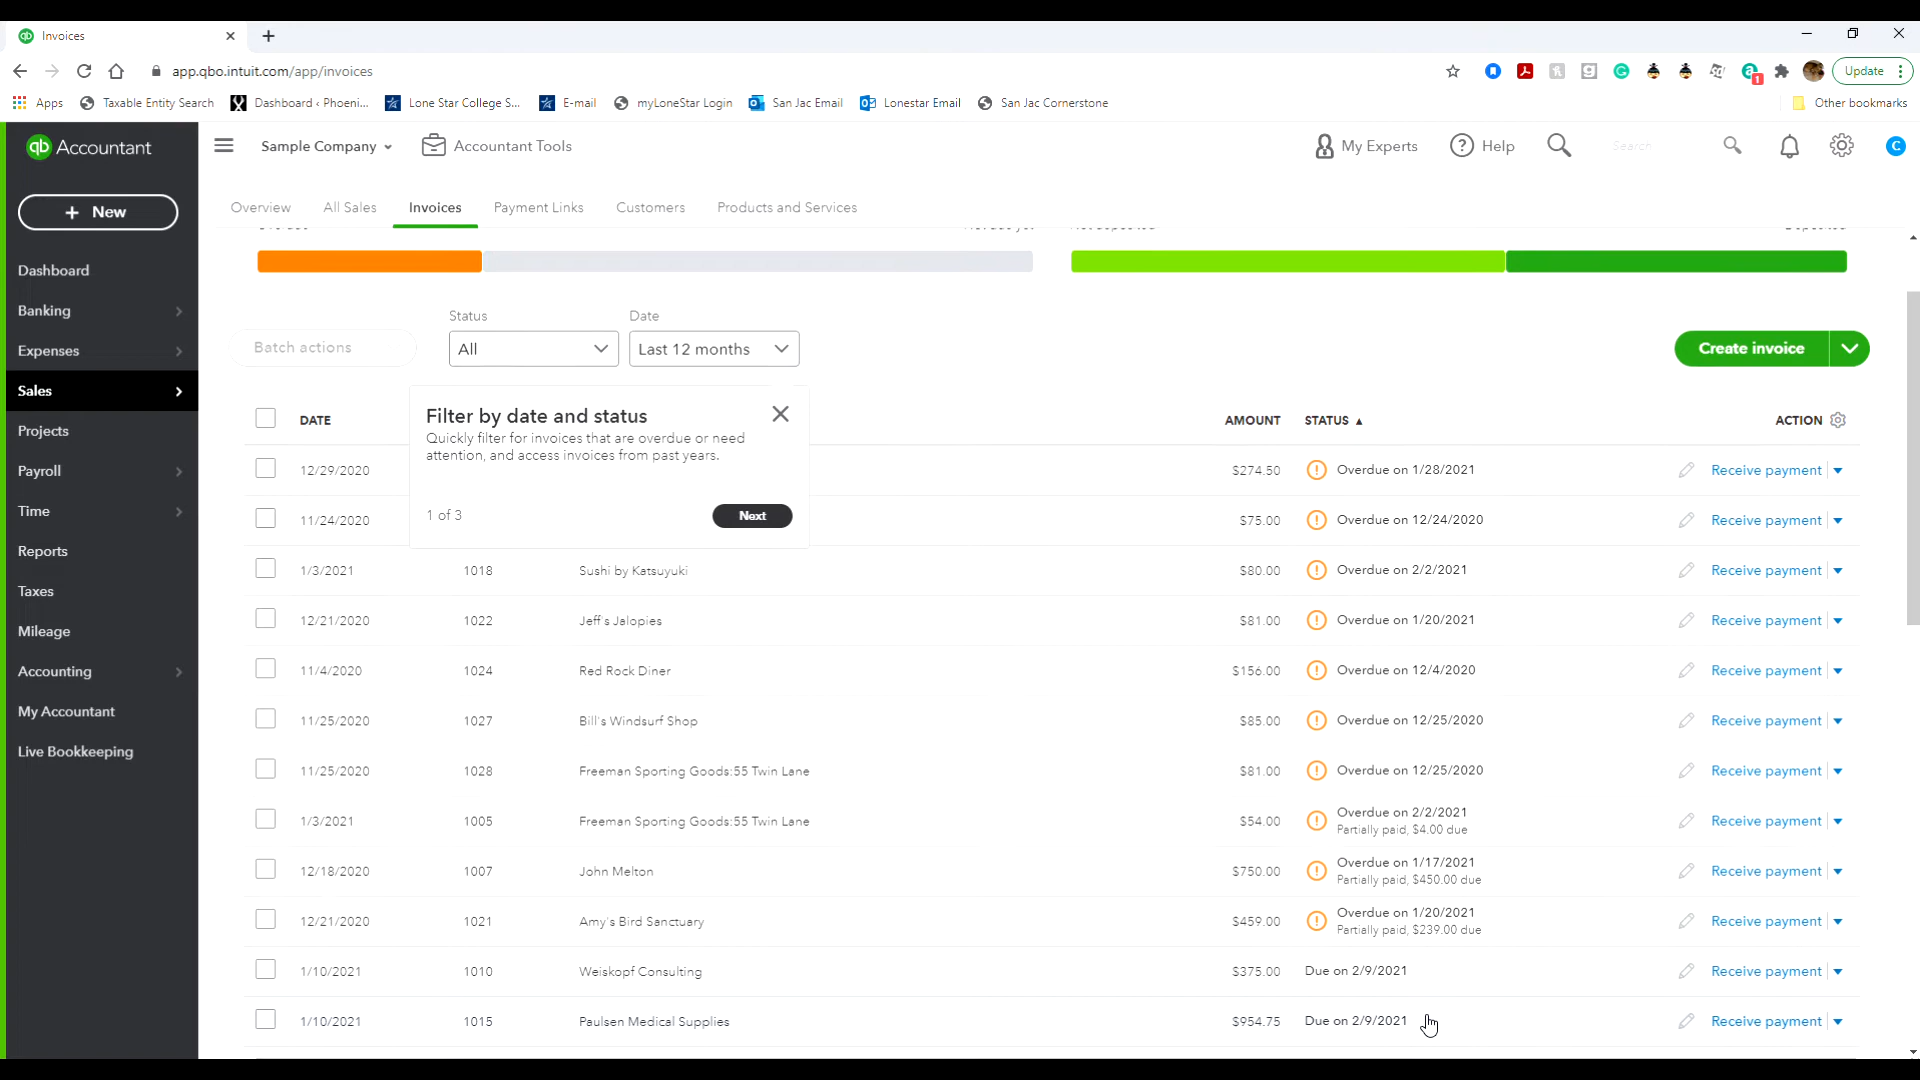 Invoices
app.qbo.intuit.com/app/invoices
Update
Apps Taxable Entity Search Dashboard ‹ Phoeni... Lone Star College S... E-mail myLoneStar Login San Jac Email Lonestar Email San Jac Cornerstone Other bookmarks
qb Accountant Sample Company Accountant Tools My Experts Help Search C
+ New
Overview All Sales Invoices Payment Links Customers Products and Services
Dashboard
Banking
Expenses
Sales
Projects
Payroll
Time
Reports
Taxes
Mileage
Accounting
My Accountant
Live Bookkeeping
Status Date
Batch actions All Last 12 months Create invoice
Filter by date and status
Quickly filter for invoices that are overdue or need
attention, and access invoices from past years.
1 of 3 Next
DATE AMOUNT STATUS ▲ ACTION
12/29/2020 $274.50 Overdue on 1/28/2021 Receive payment
11/24/2020 $75.00 Overdue on 12/24/2020 Receive payment
1/3/2021 1018 Sushi by Katsuyuki $80.00 Overdue on 2/2/2021 Receive payment
12/21/2020 1022 Jeff's Jalopies $81.00 Overdue on 1/20/2021 Receive payment
11/4/2020 1024 Red Rock Diner $156.00 Overdue on 12/4/2020 Receive payment
11/25/2020 1027 Bill's Windsurf Shop $85.00 Overdue on 12/25/2020 Receive payment
11/25/2020 1028 Freeman Sporting Goods:55 Twin Lane $81.00 Overdue on 12/25/2020 Receive payment
1/3/2021 1005 Freeman Sporting Goods:55 Twin Lane $54.00 Overdue on 2/2/2021 Receive payment
Partially paid, $4.00 due
12/18/2020 1007 John Melton $750.00 Overdue on 1/17/2021 Receive payment
Partially paid, $450.00 due
12/21/2020 1021 Amy's Bird Sanctuary $459.00 Overdue on 1/20/2021 Receive payment
Partially paid, $239.00 due
1/10/2021 1010 Weiskopf Consulting $375.00 Due on 2/9/2021 Receive payment
1/10/2021 1015 Paulsen Medical Supplies $954.75 Due on 2/9/2021 Receive payment